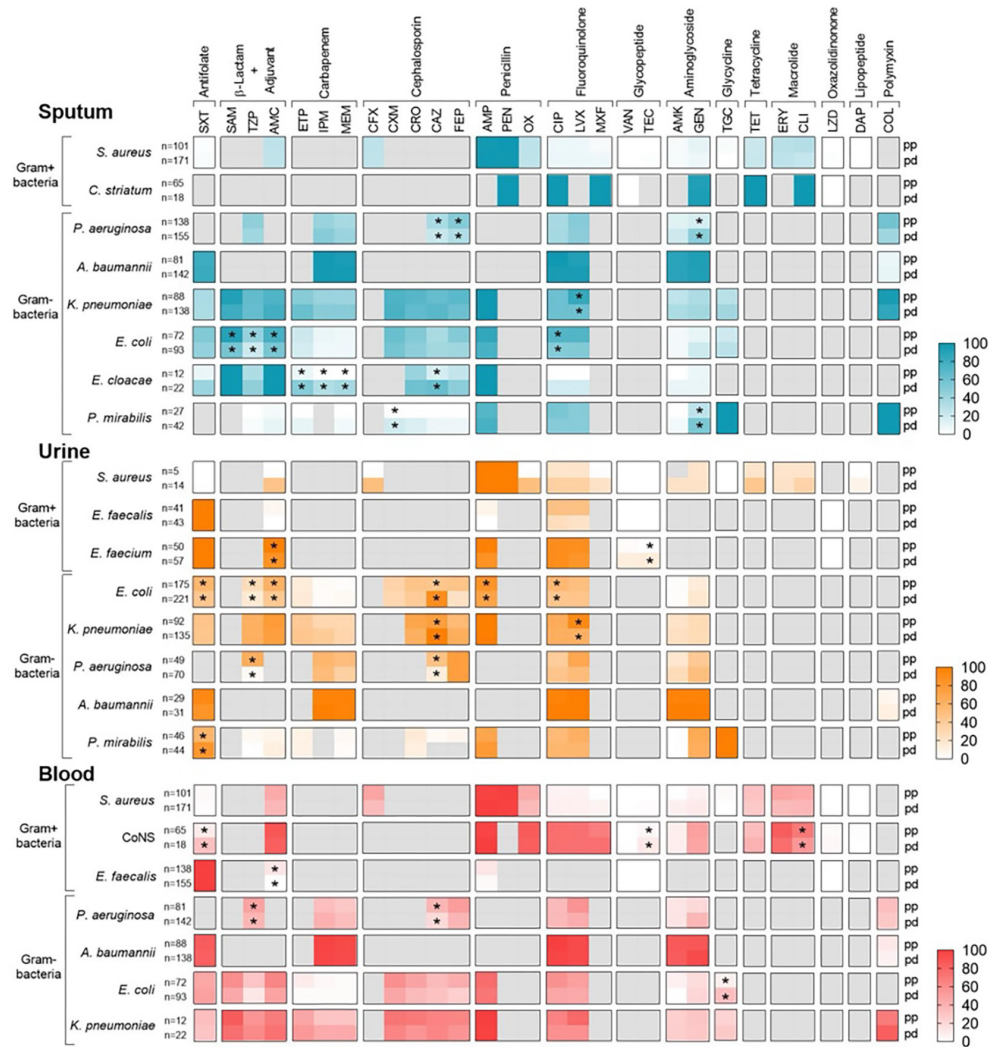 Antifolate
β-Lactam + Adjuvant
Carbapenem
Cephalosporin
Penicillin
Fluoroquinolone
Glycopeptide
Aminoglycoside
Glycycline
Tetracycline
Macrolide
Oxazolidinonone
Lipopeptide
Polymyxin
SXT SAM TZP AMC ETP IPM MEM CFX CXM CRO CAZ FEP AMP PEN OX CIP LVX MXF VAN TEC AMK GEN TGC TET ERY CLI LZD DAP COL
Sputum
Gram+ bacteria
S. aureus n=101 pp
n=171 pd
C. striatum n=65 pp
n=18 pd
Gram- bacteria
P. aeruginosa n=138 * * * pp
n=155 * * * pd
A. baumannii n=81 pp
n=142 pd
K. pneumoniae n=88 * pp
n=138 * pd
E. coli n=72 * * * * pp
n=93 * * * * pd
E. cloacae n=12 * * * * pp
n=22 * * * * pd
P. mirabilis n=27 * * pp
n=42 * * pd
100
80
60
40
20
0
Urine
Gram+ bacteria
S. aureus n=5 pp
n=14 pd
E. faecalis n=41 pp
n=43 pd
E. faecium n=50 * * pp
n=57 * * pd
Gram- bacteria
E. coli n=175 * * * * * * pp
n=221 * * * * * * pd
K. pneumoniae n=92 * * pp
n=135 * * pd
P. aeruginosa n=49 * * pp
n=70 * * pd
A. baumannii n=29 pp
n=31 pd
P. mirabilis n=46 * pp
n=44 * pd
100
80
60
40
20
0
Blood
Gram+ bacteria
S. aureus n=101 pp
n=171 pd
CoNS n=65 * * * pp
n=18 * * * pd
E. faecalis n=138 * pp
n=155 * pd
Gram- bacteria
P. aeruginosa n=81 * * pp
n=142 * * pd
A. baumannii n=88 pp
n=138 pd
E. coli n=72 * pp
n=93 * pd
K. pneumoniae n=12 pp
n=22 pd
100
80
60
40
20
0